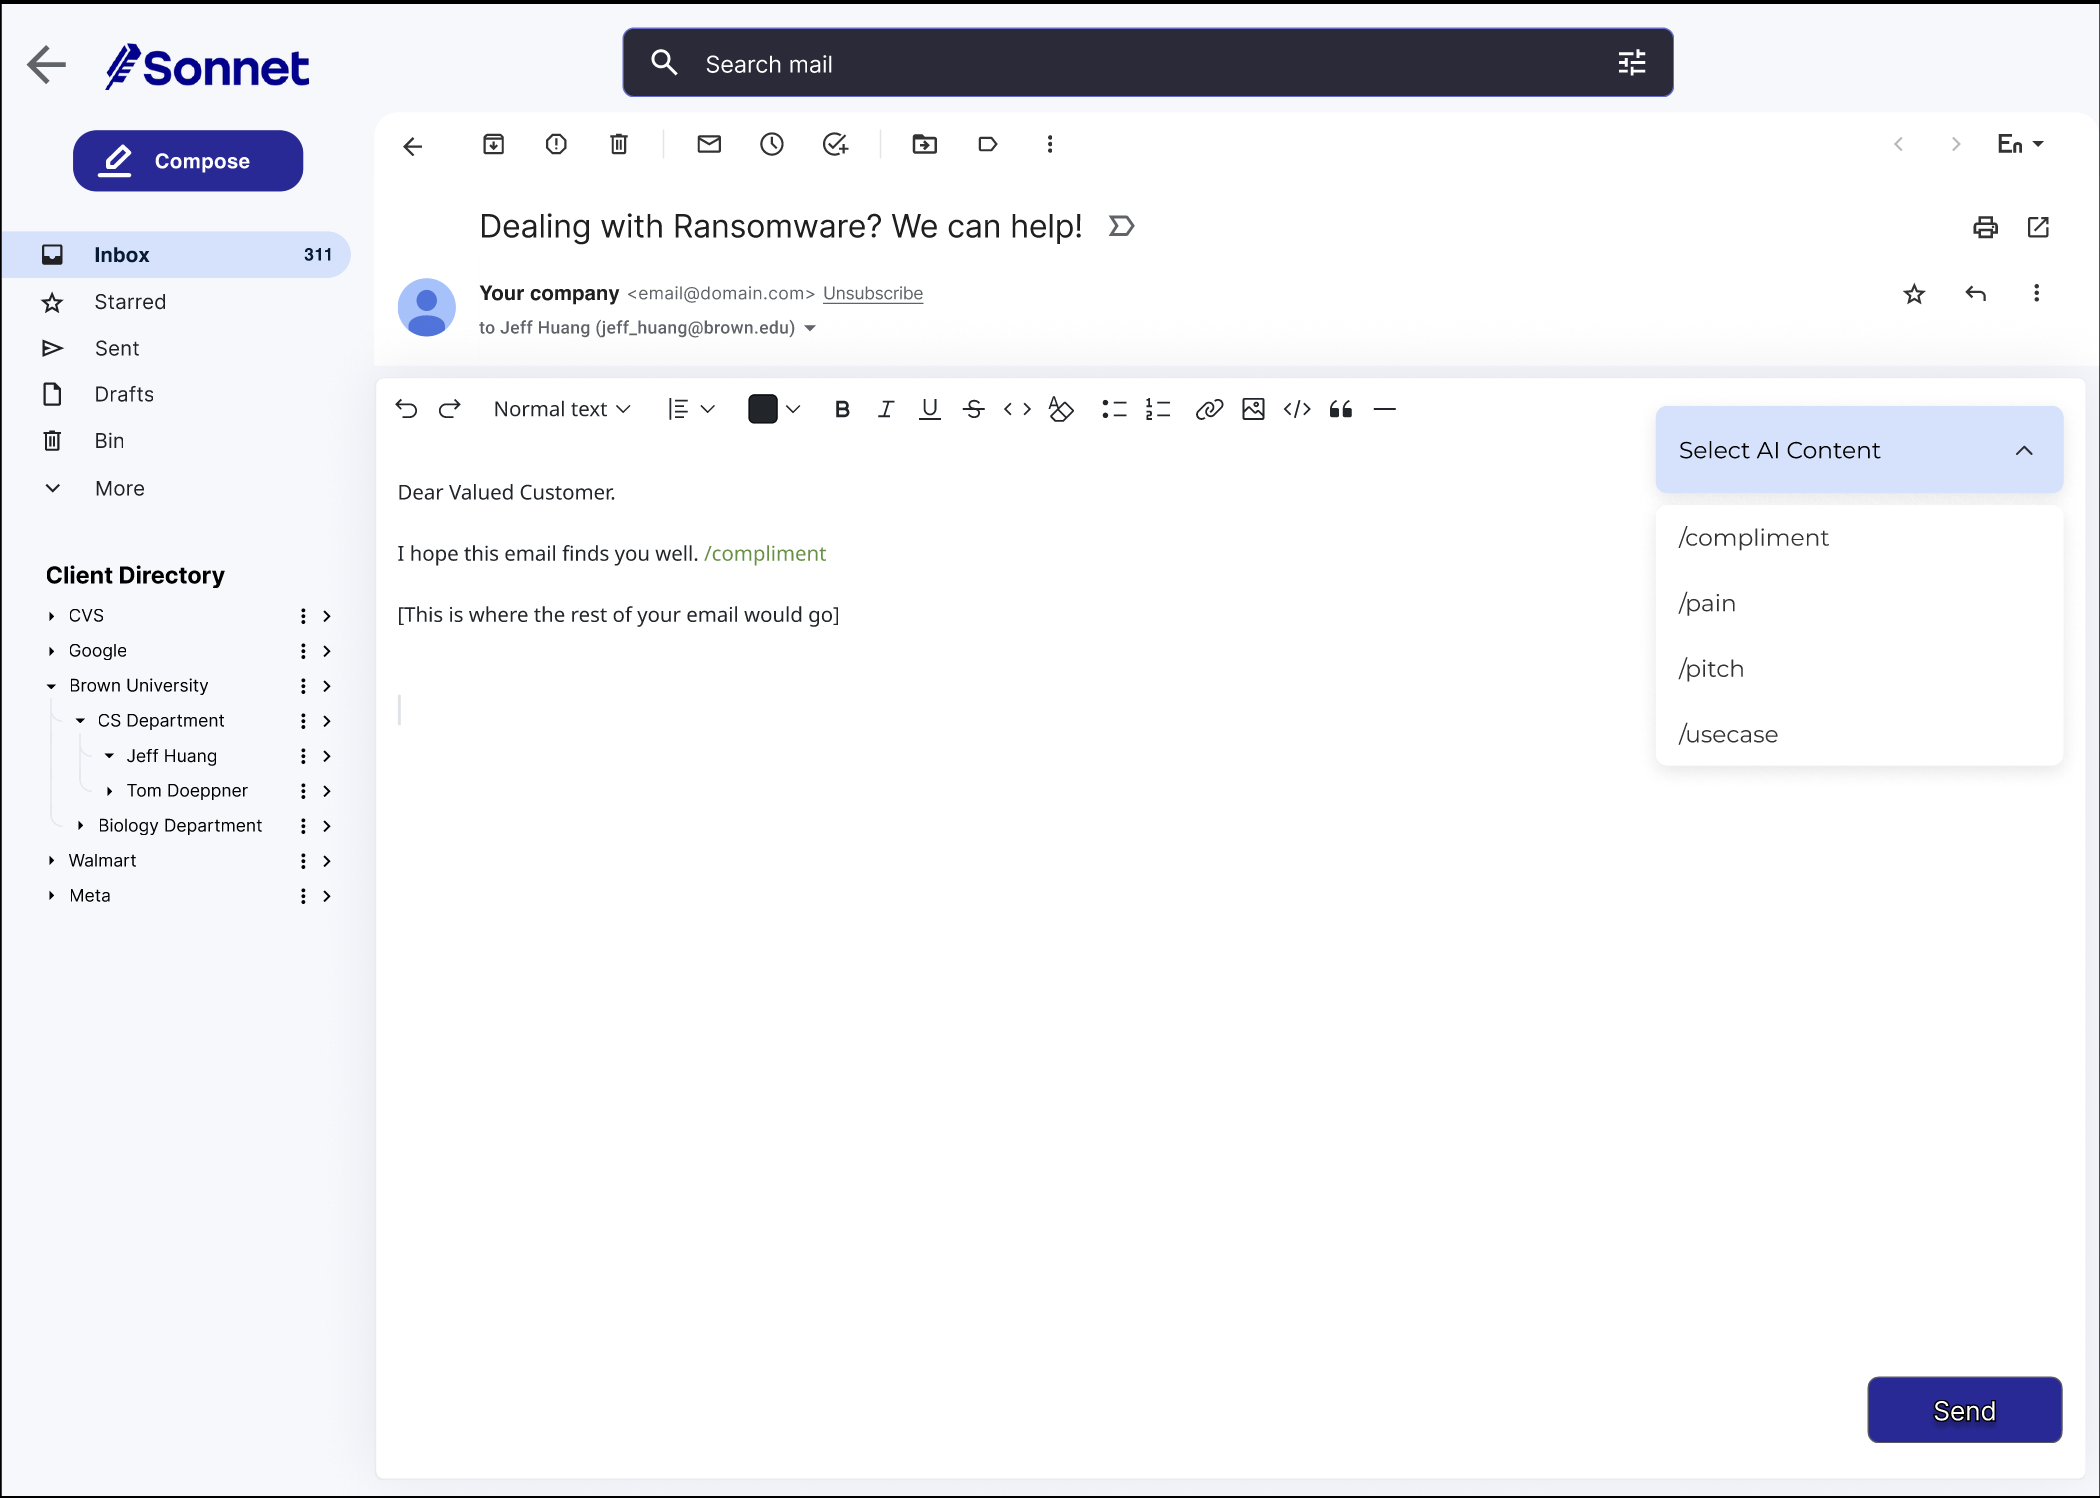 Sonnet
Search mail
Compose
En
Inbox 311
Starred
Sent
Drafts
Bin
More
Client Directory
CVS
Google
Brown University
CS Department
Jeff Huang
Tom Doeppner
Biology Department
Walmart
Meta
Dealing with Ransomware? We can help!
Your company <email@domain.com> Unsubscribe
to Jeff Huang (jeff_huang@brown.edu)
Normal text
Dear Valued Customer.
I hope this email finds you well. /compliment
[This is where the rest of your email would go]
Select AI Content
/compliment
/pain
/pitch
/usecase
Send